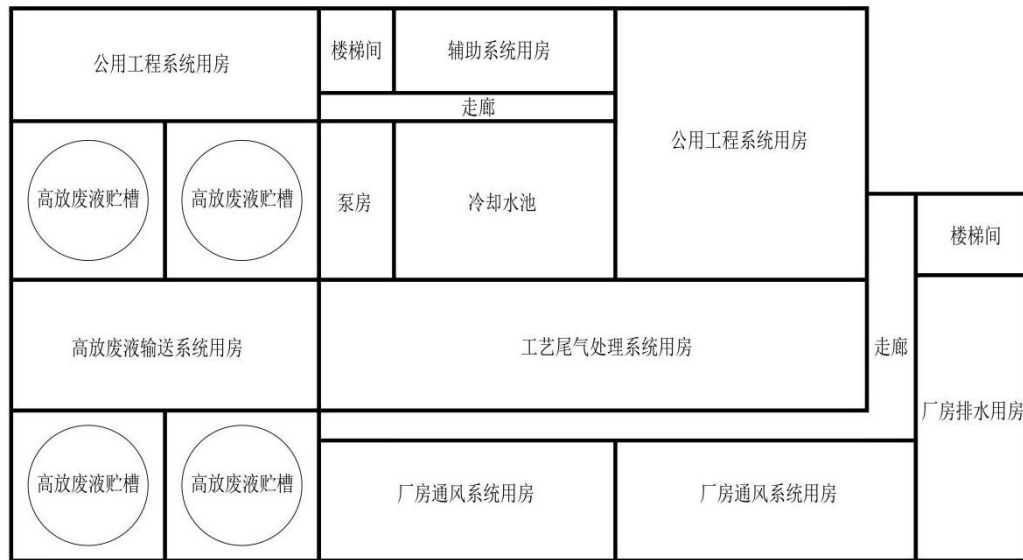 公用工程系统用房
楼梯间
辅助系统用房
走廊
公用工程系统用房
高放废液贮槽
高放废液贮槽
泵房
冷却水池
楼梯间
高放废液输送系统用房
工艺尾气处理系统用房
走廊
厂房排水用房
高放废液贮槽
高放废液贮槽
厂房通风系统用房
厂房通风系统用房